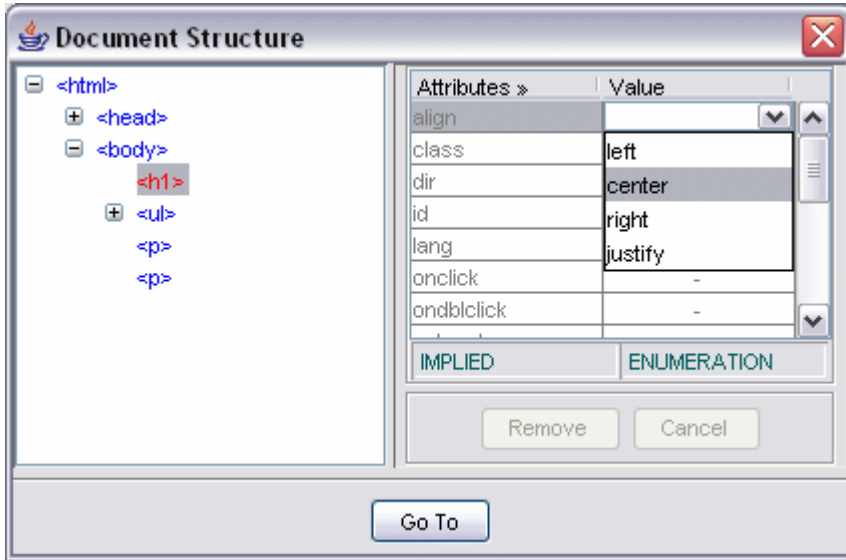 Document Structure
<html>
<head>
<body>
<h1>
<ul>
<p>
<p>
Attributes » Value
align
class
dir
id
lang
onclick -
ondblclick -
left
center
right
justify
IMPLIED ENUMERATION
Remove Cancel
Go To